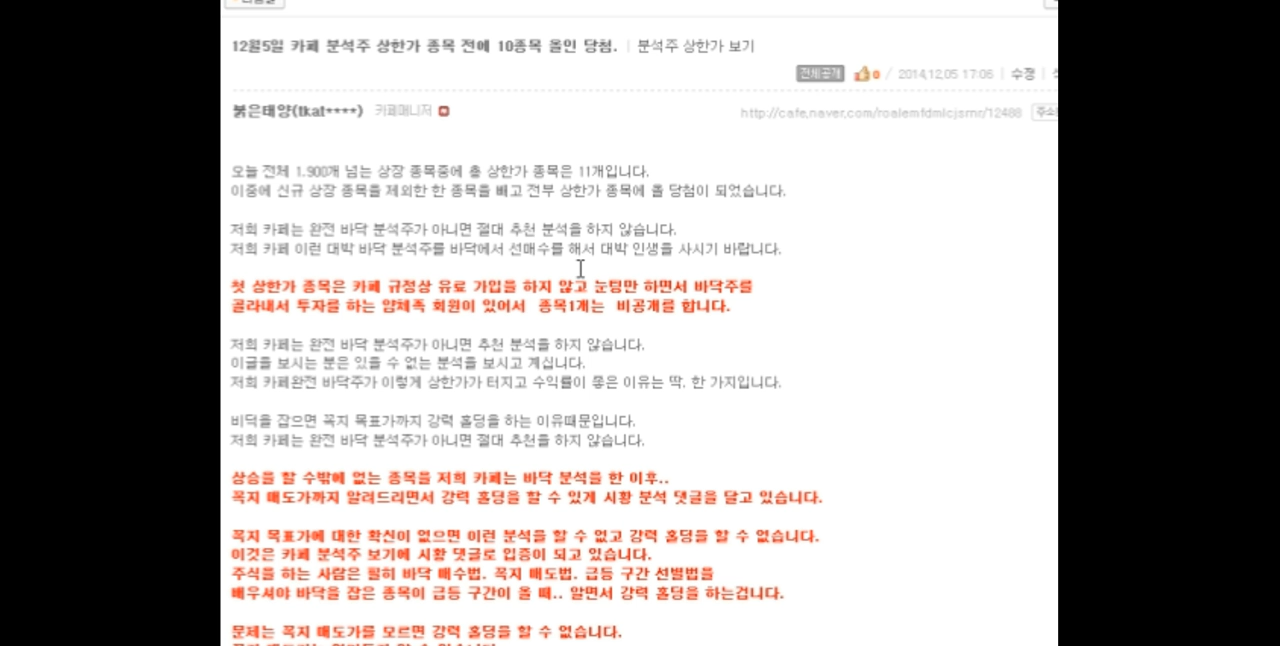 12월5일 카페 분석주 상한가 종목 전에 10종목 올인 당첨. | 분석주 상한가 보기
전체공개 0 / 2014.12.05 17:06 | 수정 |
붉은태양(tkat****) 카페매니저 http://cafe.naver.com/roalemfdmlcjsrnr/12488
오늘 전체 1.900개 넘는 상장 종목중에 총 상한가 종목은 11개입니다.
이중에 신규 상장 종목을 제외한 한 종목을 빼고 전부 상한가 종목에 올 당첨이 되었습니다.
저희 카페는 완전 바닥 분석주가 아니면 절대 추천 분석을 하지 않습니다.
저희 카페 이런 대박 바닥 분석주를 바닥에서 선매수를 해서 대박 인생을 사시기 바랍니다.
첫 상한가 종목은 카페 규정상 유료 가입을 하지 않고 눈팅만 하면서 바닥주를
골라내서 투자를 하는 얌체족 회원이 있어서 종목1개는 비공개를 합니다.
저희 카페는 완전 바닥 분석주가 아니면 추천 분석을 하지 않습니다.
이글을 보시는 분은 있을 수 없는 분석을 보시고 계십니다.
저희 카페완전 바닥주가 이렇게 상한가가 터지고 수익률이 좋은 이유는 딱. 한 가지입니다.
비닥을 잡으면 꼭지 목표가까지 강력 홀딩을 하는 이유때문입니다.
저희 카페는 완전 바닥 분석주가 아니면 절대 추천을 하지 않습니다.
상승을 할 수밖에 없는 종목을 저희 카페는 바닥 분석을 한 이후..
꼭지 매도가까지 알려드리면서 강력 홀딩을 할 수 있게 시황 분석 댓글을 달고 있습니다.
꼭지 목표가에 대한 확신이 없으면 이런 분석을 할 수 없고 강력 홀딩을 할 수 없습니다.
이것은 카페 분석주 보기에 시황 댓글로 입증이 되고 있습니다.
주식을 하는 사람은 필히 바닥 매수법. 꼭지 매도법. 급등 구간 선별법을
배우셔야 바닥을 잡은 종목이 급등 구간이 올 때.. 알면서 강력 홀딩을 하는겁니다.
문제는 꼭지 매도가를 모르면 강력 홀딩을 할 수 없습니다.